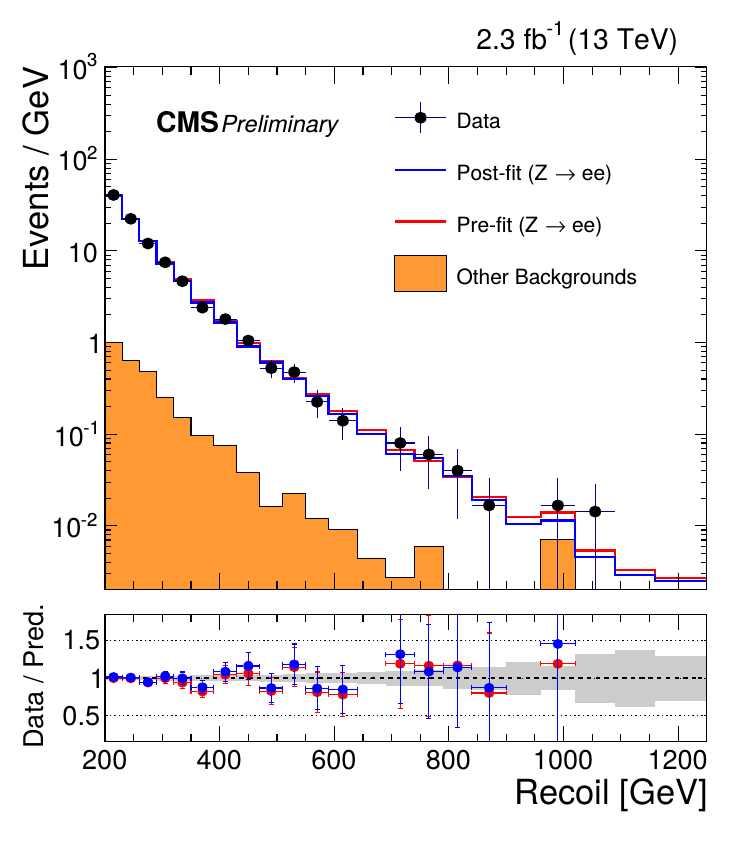 2.3 fb⁻¹ (13 TeV)
CMS Preliminary
Data
Post-fit (Z → ee)
Pre-fit (Z → ee)
Other Backgrounds
Events / GeV
10³
10²
10
1
10⁻¹
10⁻²
Data / Pred.
1.5
1
0.5
200 400 600 800 1000 1200
Recoil [GeV]